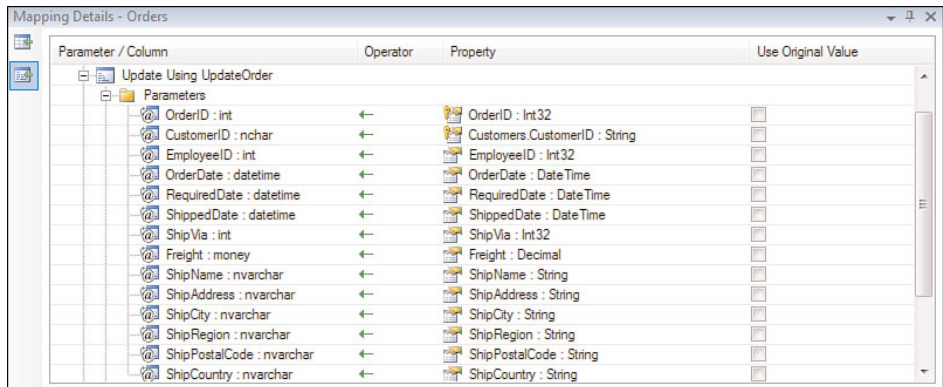 Mapping Details - Orders
Parameter / Column Operator Property Use Original Value
Update Using UpdateOrder
Parameters
@ OrderID : int ← OrderID : Int32
@ CustomerID : nchar ← Customers.CustomerID : String
@ EmployeeID : int ← EmployeeID : Int32
@ OrderDate : datetime ← OrderDate : DateTime
@ RequiredDate : datetime ← RequiredDate : DateTime
@ ShippedDate : datetime ← ShippedDate : DateTime
@ ShipVia : int ← ShipVia : Int32
@ Freight : money ← Freight : Decimal
@ ShipName : nvarchar ← ShipName : String
@ ShipAddress : nvarchar ← ShipAddress : String
@ ShipCity : nvarchar ← ShipCity : String
@ ShipRegion : nvarchar ← ShipRegion : String
@ ShipPostalCode : nvarchar ← ShipPostalCode : String
@ ShipCountry : nvarchar ← ShipCountry : String